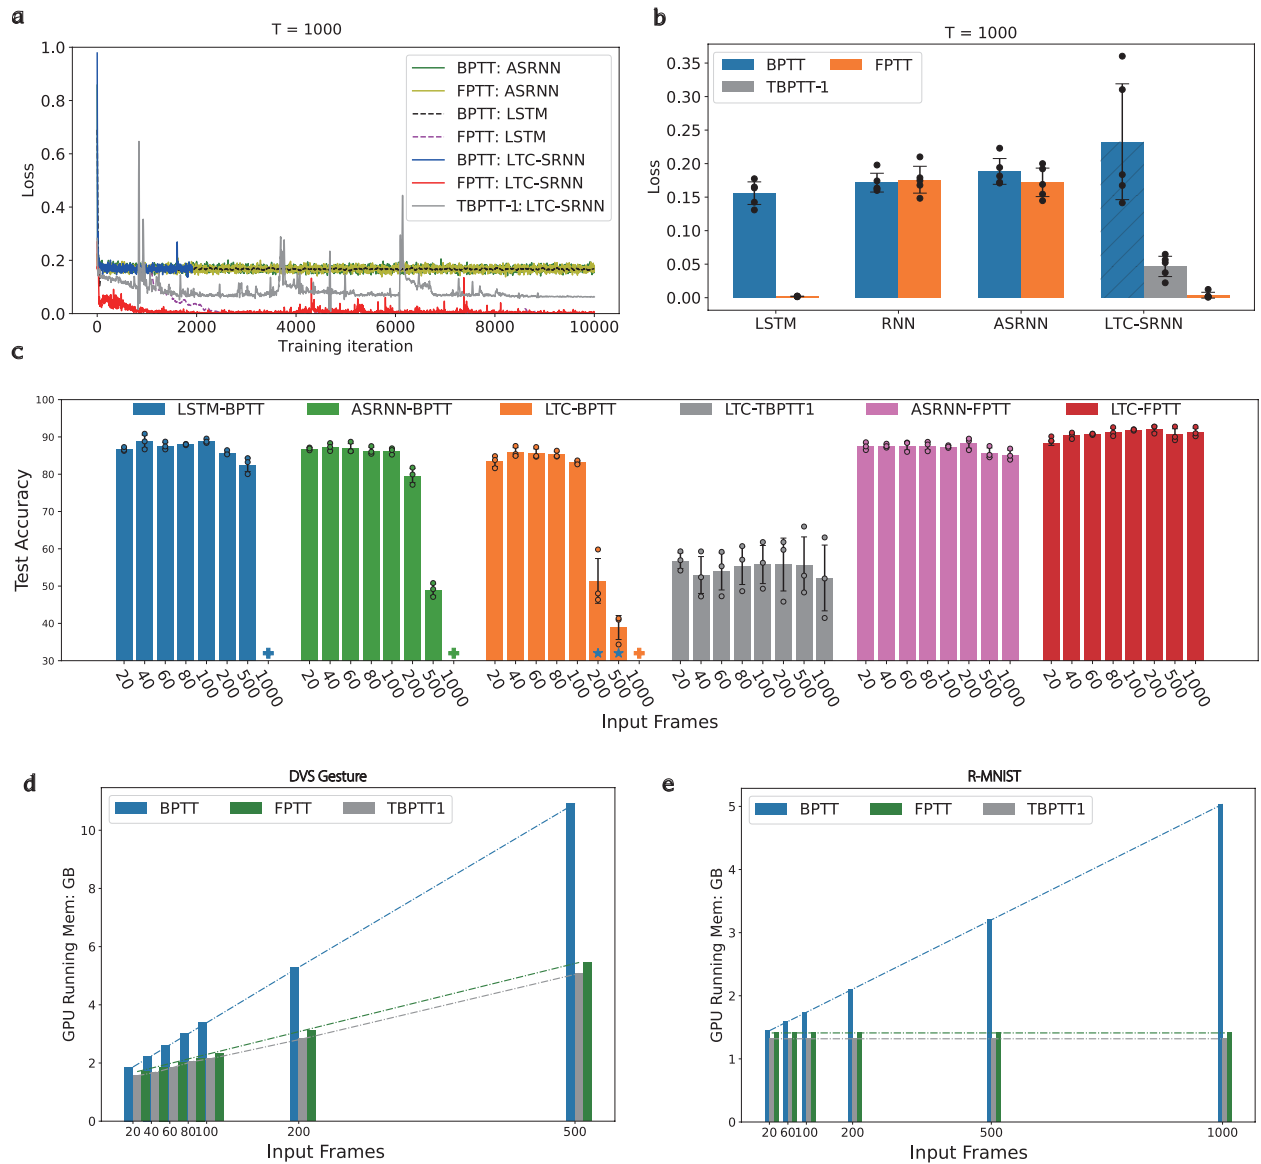 a
T = 1000
1.0
0.8
0.6
0.4
0.2
0.0
Loss
BPTT: ASRNN
FPTT: ASRNN
BPTT: LSTM
FPTT: LSTM
BPTT: LTC-SRNN
FPTT: LTC-SRNN
TBPTT-1: LTC-SRNN
0 2000 4000 6000 8000 10000
Training iteration
b
T = 1000
0.35
0.30
0.25
0.20
0.15
0.10
0.05
0.00
Loss
BPTT FPTT
TBPTT-1
LSTM RNN ASRNN LTC-SRNN
c
100
90
80
70
60
50
40
30
Test Accuracy
LSTM-BPTT ASRNN-BPTT LTC-BPTT LTC-TBPTT1 ASRNN-FPTT LTC-FPTT
20 40 60 80 100 200 500 1000 20 40 60 80 100 200 500 1000 20 40 60 80 100 200 500 1000 20 40 60 80 100 200 500 1000 20 40 60 80 100 200 500 1000 20 40 60 80 100 200 500 1000
Input Frames
d
DVS Gesture
10
8
6
4
2
0
GPU Running Mem: GB
BPTT FPTT TBPTT1
20 40 60 80 100 200 500
Input Frames
e
R-MNIST
5
4
3
2
1
0
GPU Running Mem: GB
BPTT FPTT TBPTT1
20 60 100 200 500 1000
Input Frames